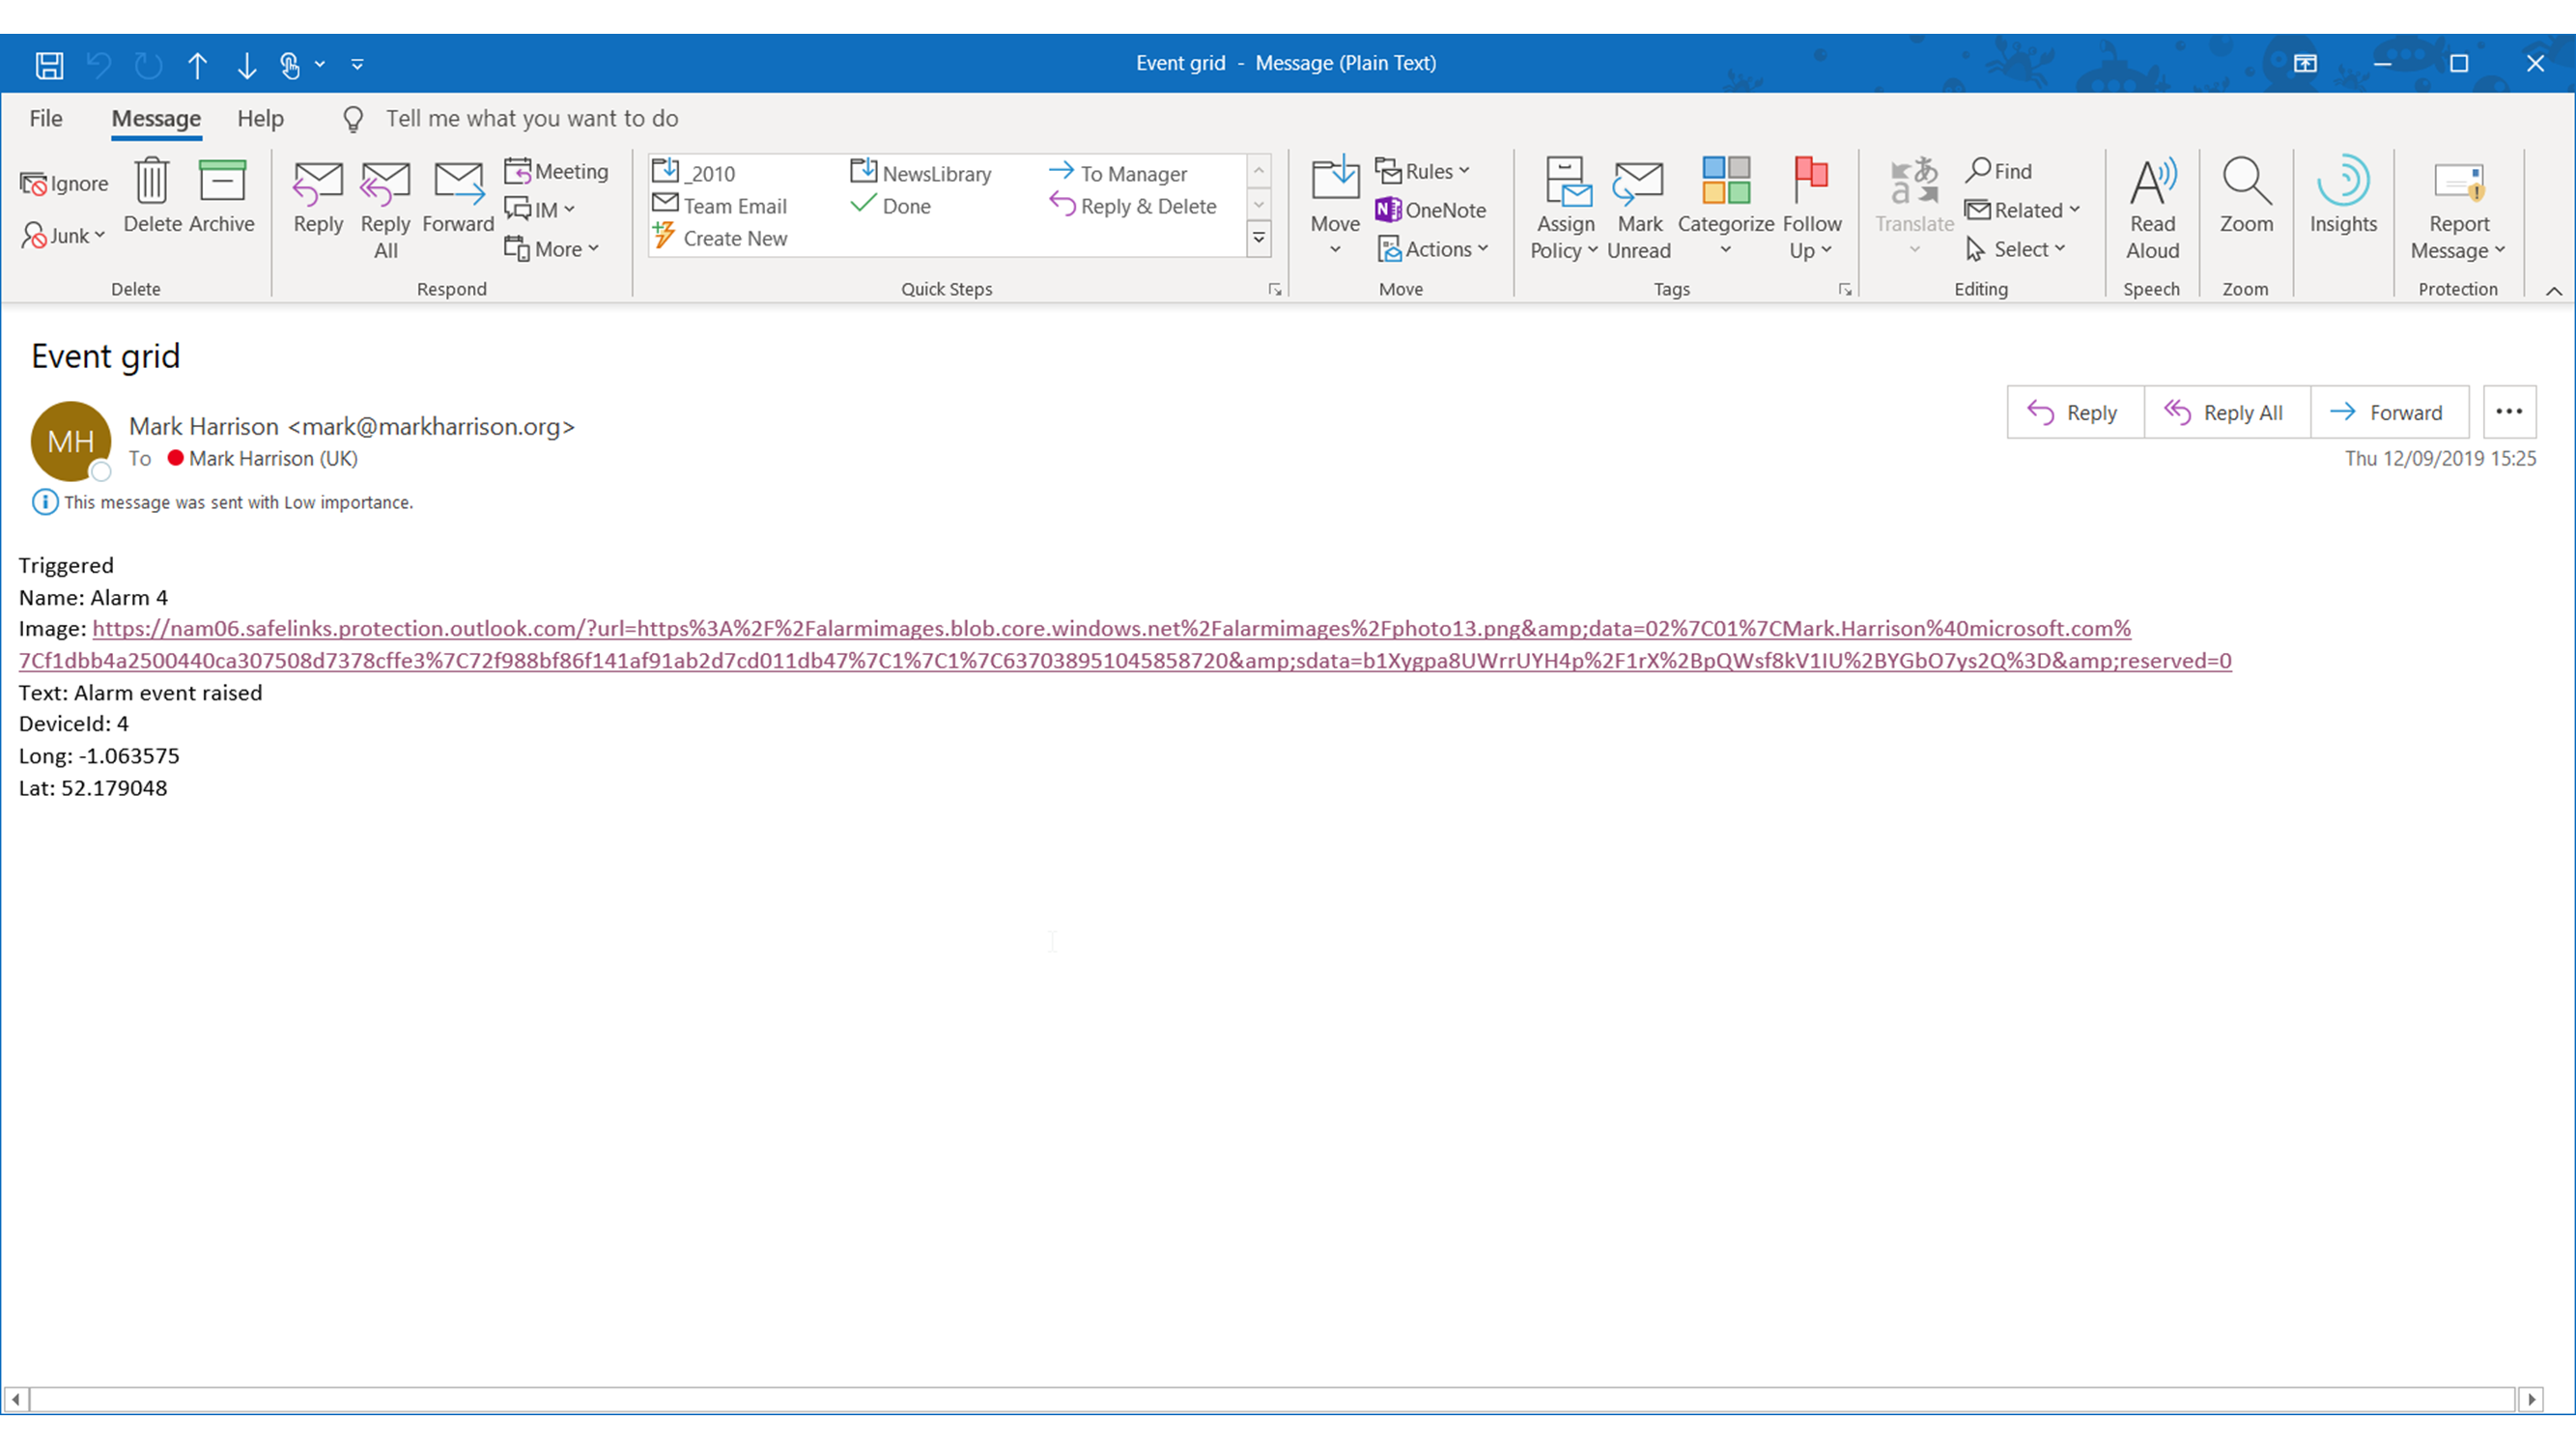 Event grid - Message (Plain Text)
File Message Help Tell me what you want to do
Ignore
Junk
Delete
Archive
Delete
Reply
Reply All
Forward
Meeting
IM
More
Respond
_2010
NewsLibrary
To Manager
Team Email
Done
Reply & Delete
Create New
Quick Steps
Move
Rules
OneNote
Actions
Move
Assign Policy
Mark Unread
Categorize
Follow Up
Tags
Translate
Find
Related
Select
Editing
Read Aloud
Speech
Zoom
Zoom
Insights
Report Message
Protection
Event grid
MH
Mark Harrison <mark@markharrison.org>
To Mark Harrison (UK)
Reply
Reply All
Forward
Thu 12/09/2019 15:25
This message was sent with Low importance.
Triggered
Name: Alarm 4
Image: https://nam06.safelinks.protection.outlook.com/?url=https%3A%2F%2Falarmimages.blob.core.windows.net%2Falarmimages%2Fphoto13.png&amp;data=02%7C01%7CMark.Harrison%40microsoft.com%
7Cf1dbb4a2500440ca307508d7378cffe3%7C72f988bf86f141af91ab2d7cd011db47%7C1%7C1%7C637038951045858720&amp;sdata=b1Xygpa8UWrrUYH4p%2F1rX%2BpQWsf8kV1IU%2BYGbO7ys2Q%3D&amp;reserved=0
Text: Alarm event raised
DeviceId: 4
Long: -1.063575
Lat: 52.179048